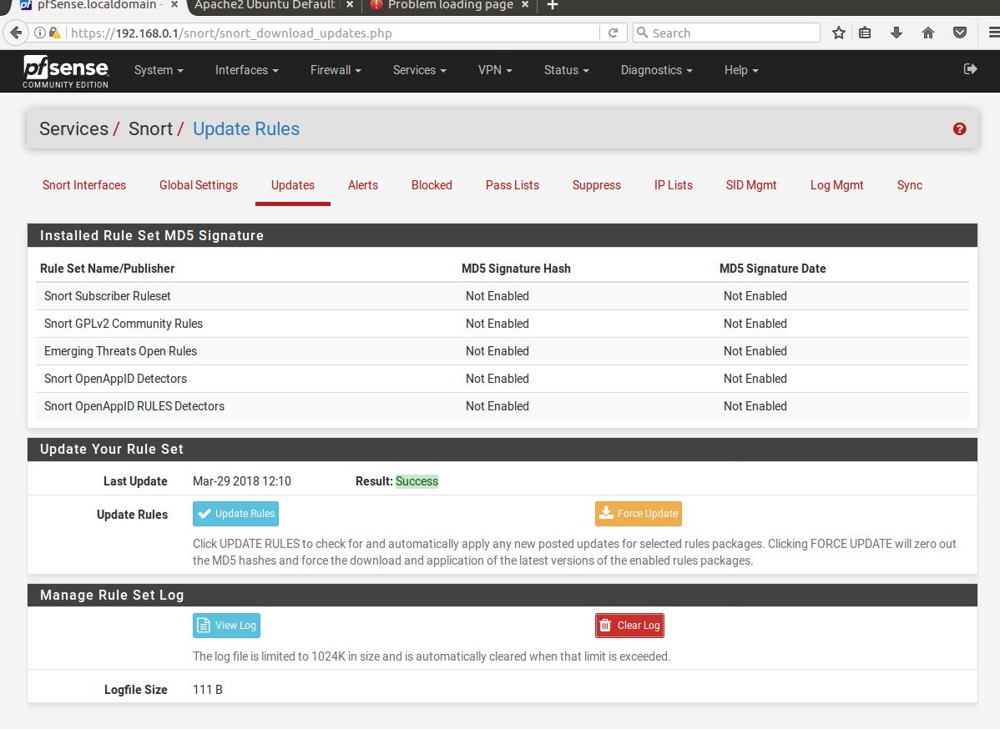 pfSense.localdomain - ×
Apache2 Ubuntu Default ×
Problem loading page ×
https://192.168.0.1/snort/snort_download_updates.php
Search
pfsense
COMMUNITY EDITION
System Interfaces Firewall Services VPN Status Diagnostics Help
Services / Snort / Update Rules
Snort Interfaces Global Settings Updates Alerts Blocked Pass Lists Suppress IP Lists SID Mgmt Log Mgmt Sync
Installed Rule Set MD5 Signature
Rule Set Name/Publisher MD5 Signature Hash MD5 Signature Date
Snort Subscriber Ruleset Not Enabled Not Enabled
Snort GPLv2 Community Rules Not Enabled Not Enabled
Emerging Threats Open Rules Not Enabled Not Enabled
Snort OpenAppID Detectors Not Enabled Not Enabled
Snort OpenAppID RULES Detectors Not Enabled Not Enabled
Update Your Rule Set
Last Update Mar-29 2018 12:10 Result: Success
Update Rules Update Rules Force Update
Click UPDATE RULES to check for and automatically apply any new posted updates for selected rules packages. Clicking FORCE UPDATE will zero out
the MD5 hashes and force the download and application of the latest versions of the enabled rules packages.
Manage Rule Set Log
View Log Clear Log
The log file is limited to 1024K in size and is automatically cleared when that limit is exceeded.
Logfile Size 111 B